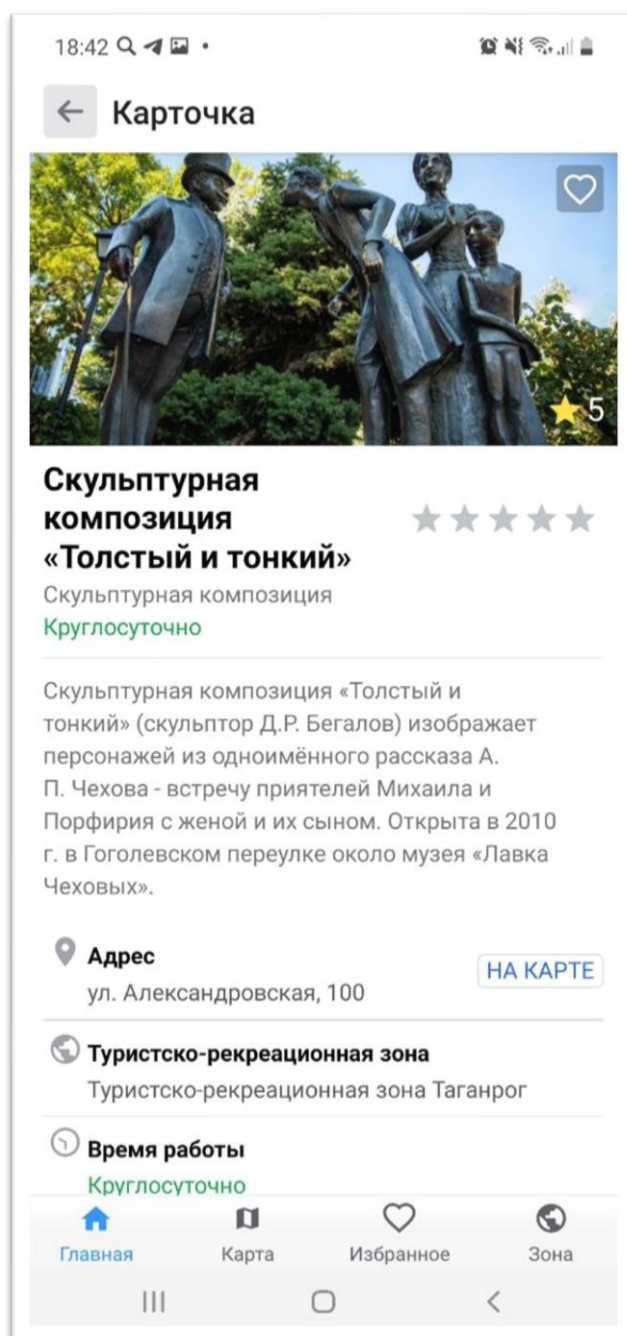 18:42
Карточка
5
Скульптурная
композиция
«Толстый и тонкий»
Скульптурная композиция
Круглосуточно
Скульптурная композиция «Толстый и
тонкий» (скульптор Д.Р. Бегалов) изображает
персонажей из одноимённого рассказа А.
П. Чехова - встречу приятелей Михаила и
Порфирия с женой и их сыном. Открыта в 2010
г. в Гоголевском переулке около музея «Лавка
Чеховых».
Адрес
ул. Александровская, 100
НА КАРТЕ
Туристско-рекреационная зона
Туристско-рекреационная зона Таганрог
Время работы
Круглосуточно
Главная Карта Избранное Зона